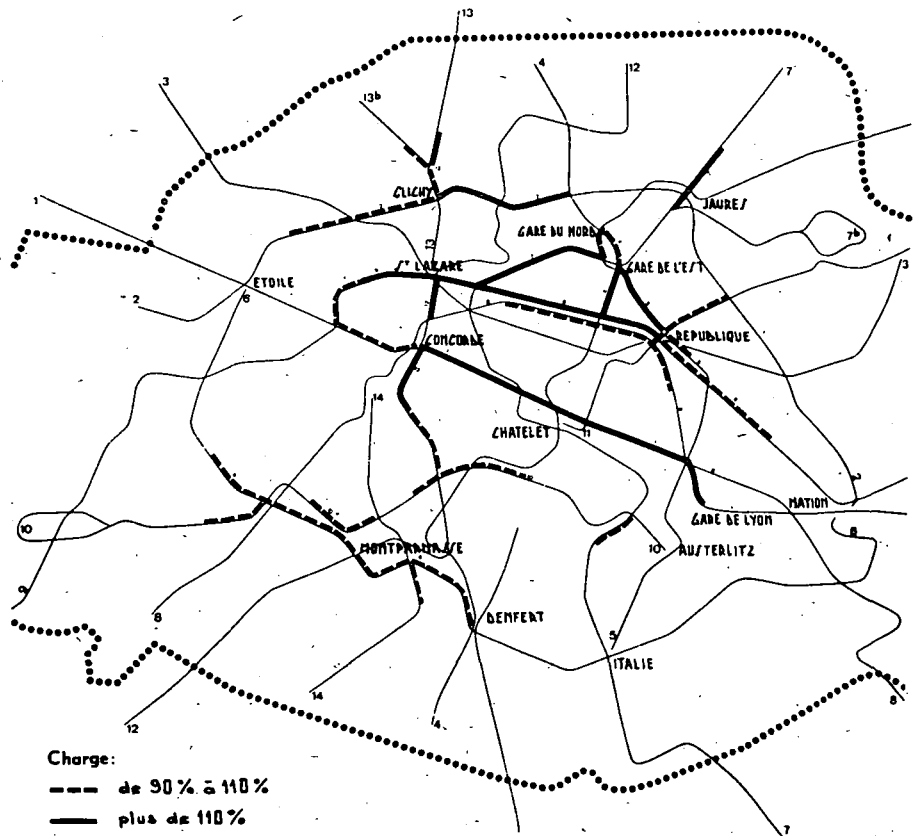 13
3
4
12
7
13b
CLICHY
JAURES
1
GARE DU NORD
7b
13
ST LAZARE
GARE DE L'EST
3
ETOILE
2
6
REPUBLIQUE
CONCORDE
14
CHATELET
11
2
NATION
10
GARE DE LYON
6
10
AUSTERLITZ
MONTPARNASSE
9
8
DENFERT
5
ITALIE
14
12
4
8
Charge:
de 90% à 110%
plus de 110%
7